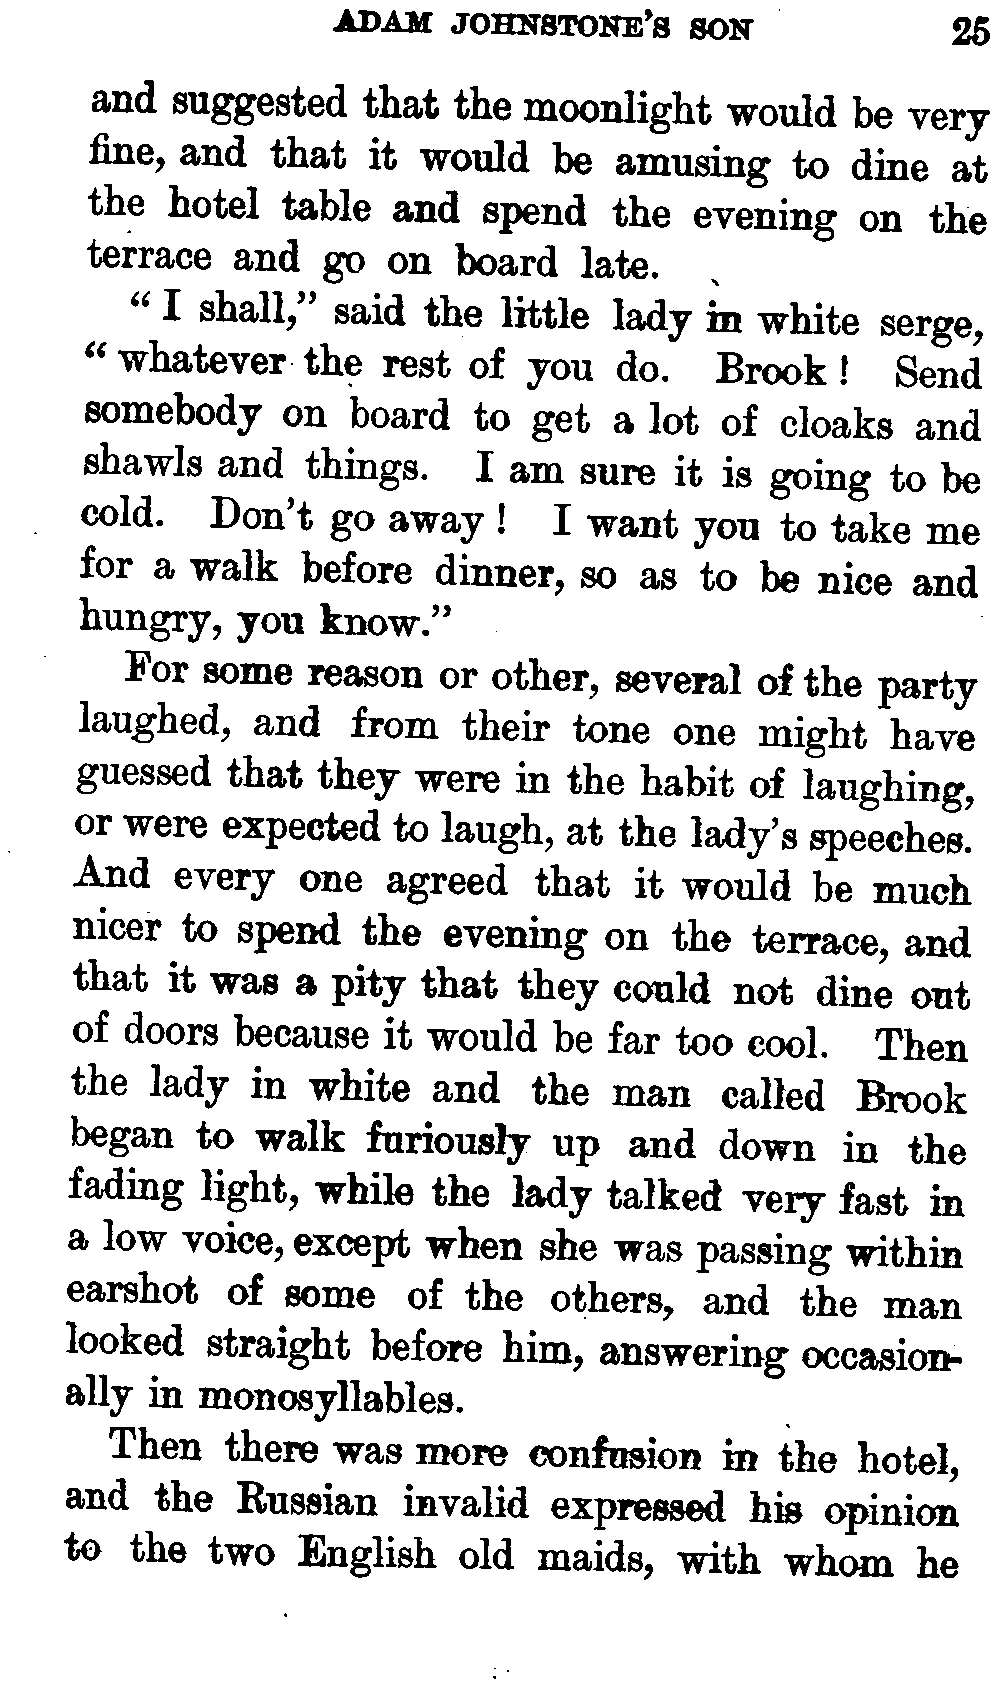 ADAM JOHNSTONE'S SON 25
and suggested that the moonlight would be very
fine, and that it would be amusing to dine at
the hotel table and spend the evening on the
terrace and go on board late.
"I shall," said the little lady in white serge,
"whatever the rest of you do. Brook! Send
somebody on board to get a lot of cloaks and
shawls and things. I am sure it is going to be
cold. Don't go away! I want you to take me
for a walk before dinner, so as to be nice and
hungry, you know."
For some reason or other, several of the party
laughed, and from their tone one might have
guessed that they were in the habit of laughing,
or were expected to laugh, at the lady's speeches.
And every one agreed that it would be much
nicer to spend the evening on the terrace, and
that it was a pity that they could not dine out
of doors because it would be far too cool. Then
the lady in white and the man called Brook
began to walk furiously up and down in the
fading light, while the lady talked very fast in
a low voice, except when she was passing within
earshot of some of the others, and the man
looked straight before him, answering occasion-
ally in monosyllables.
Then there was more confusion in the hotel,
and the Russian invalid expressed his opinion
to the two English old maids, with whom he